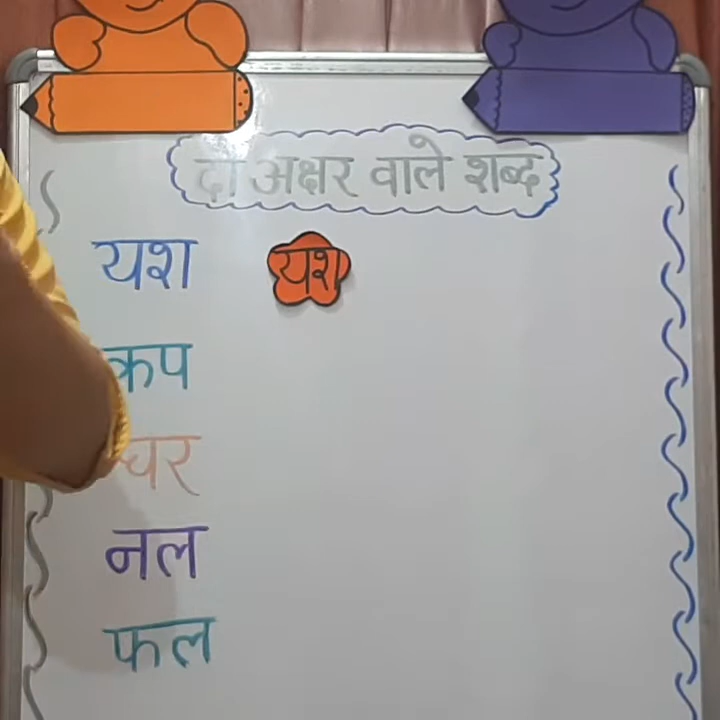 दो अक्षर वाले शब्द
यश यश
कप
नल
फल